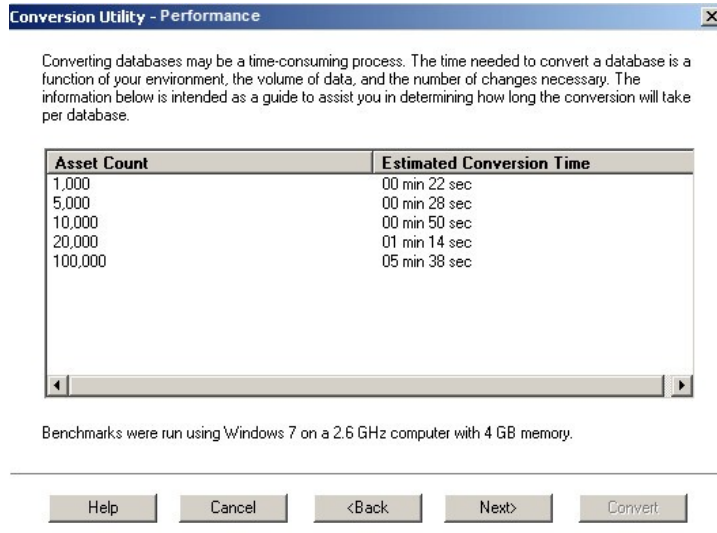 Conversion Utility - Performance
Converting databases may be a time-consuming process. The time needed to convert a database is a
function of your environment, the volume of data, and the number of changes necessary. The
information below is intended as a guide to assist you in determining how long the conversion will take
per database.
Asset Count Estimated Conversion Time
1,000 00 min 22 sec
5,000 00 min 28 sec
10,000 00 min 50 sec
20,000 01 min 14 sec
100,000 05 min 38 sec
Benchmarks were run using Windows 7 on a 2.6 GHz computer with 4 GB memory.
Help Cancel <Back Next> Convert